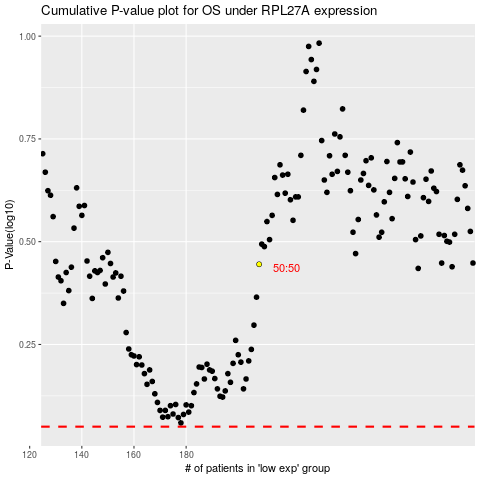 Cumulative P-value plot for OS under RPL27A expression
1.00
0.75
0.50
0.25
P-Value(log10)
50:50
120 140 160 180
# of patients in 'low exp' group